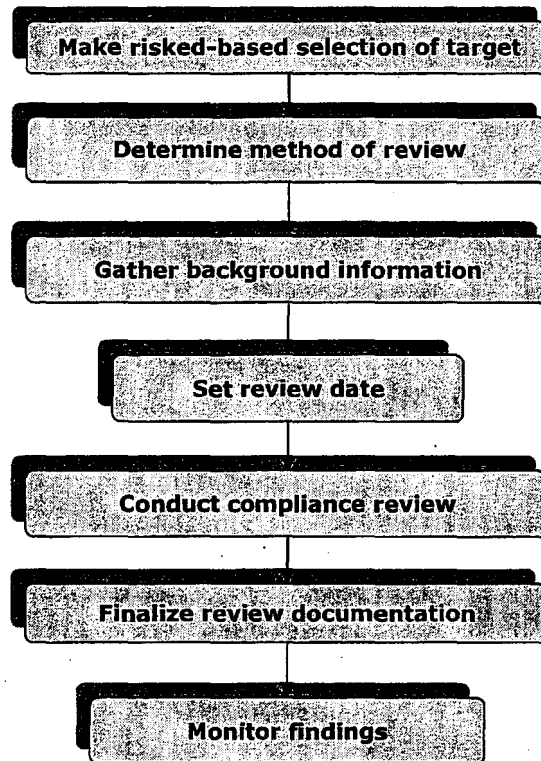 Make risked-based selection of target
Determine method of review
Gather background information
Set review date
Conduct compliance review
Finalize review documentation
Monitor findings